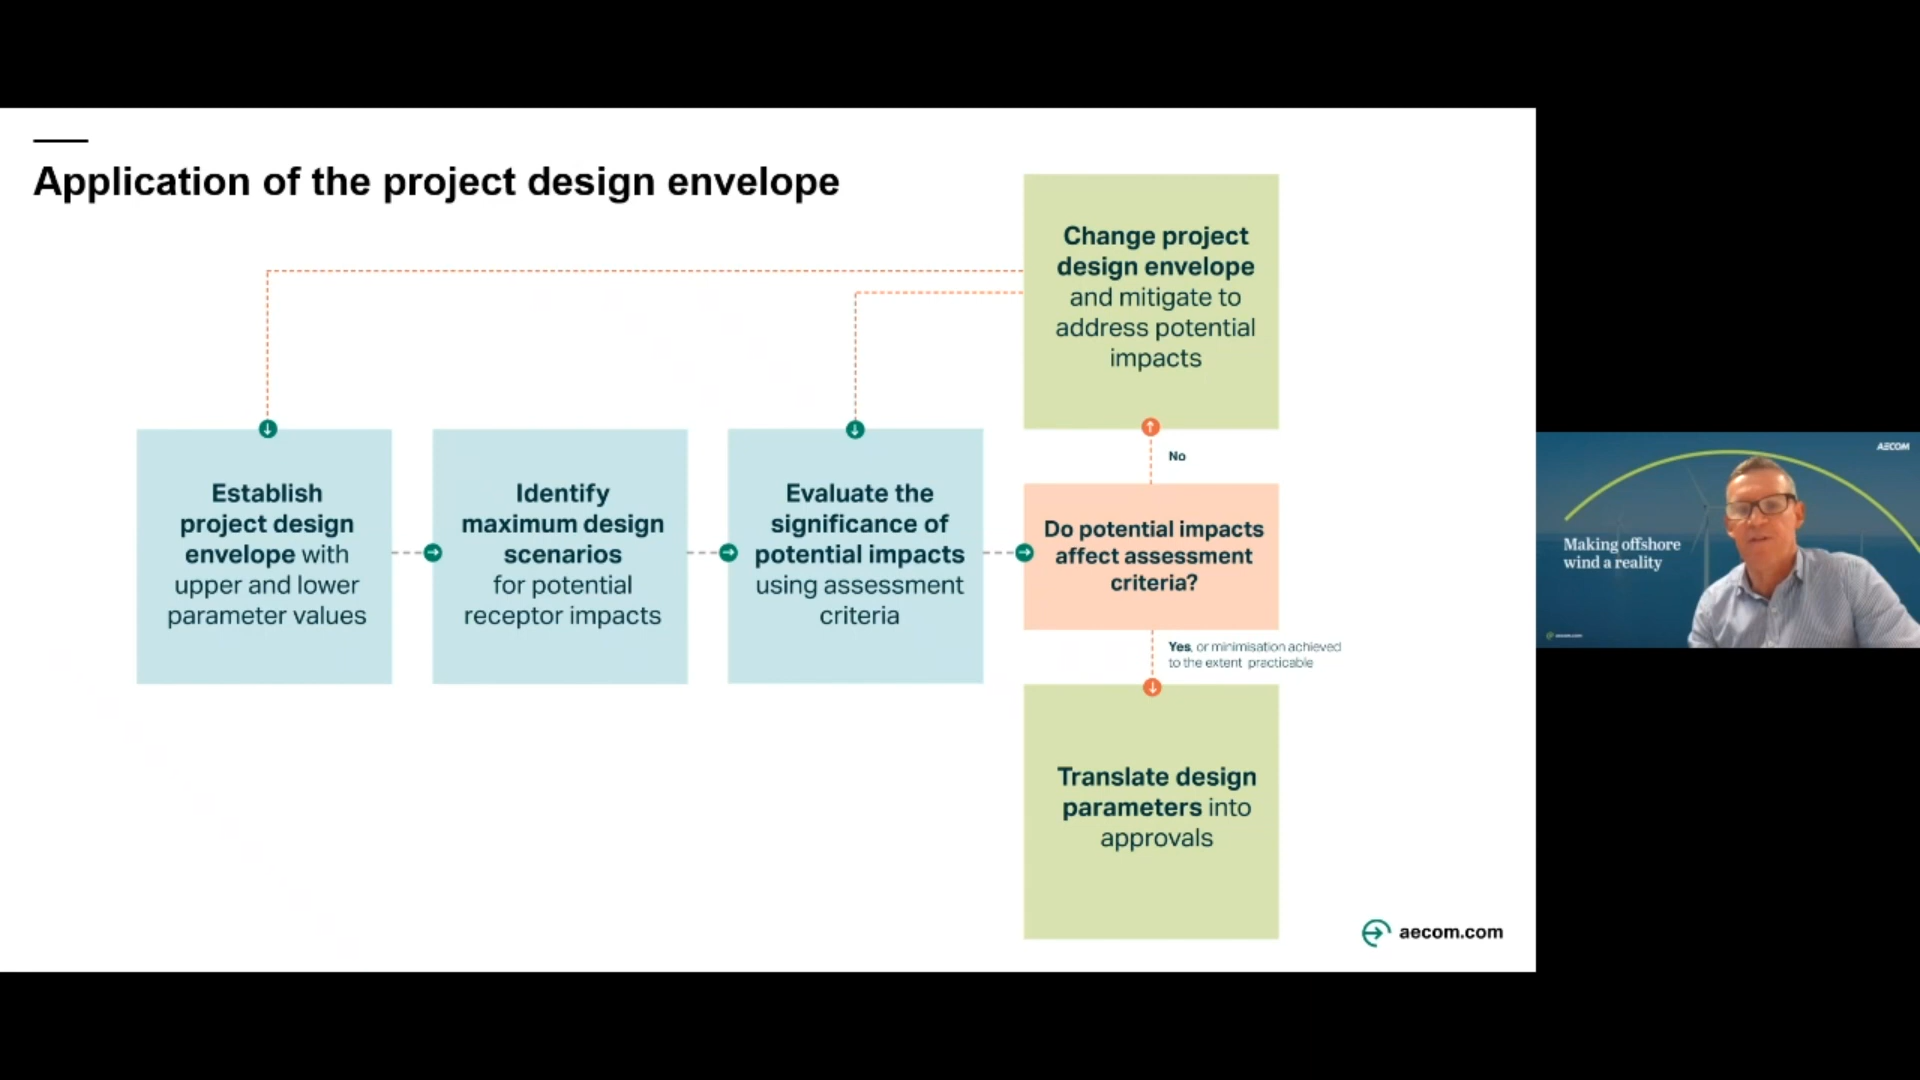 Application of the project design envelope
Change project
design envelope
and mitigate to
address potential
impacts
Establish
project design
envelope with
upper and lower
parameter values
Identify
maximum design
scenarios
for potential
receptor impacts
Evaluate the
significance of
potential impacts
using assessment
criteria
No
Do potential impacts
affect assessment
criteria?
Yes, or minimisation achieved
to the extent practicable
Translate design
parameters into
approvals
aecom.com
AECOM
Making offshore
wind a reality
aecom.com